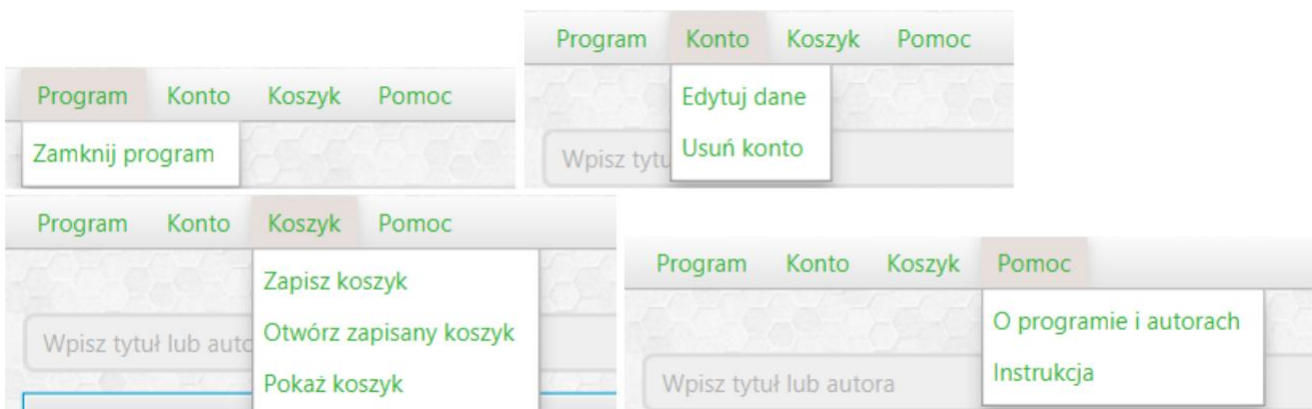 Program Konto Koszyk Pomoc
Zamknij program
Program Konto Koszyk Pomoc
Edytuj dane
Usuń konto
Wpisz tytu
Program Konto Koszyk Pomoc
Zapisz koszyk
Otwórz zapisany koszyk
Pokaż koszyk
Wpisz tytuł lub auto
Program Konto Koszyk Pomoc
O programie i autorach
Instrukcja
Wpisz tytuł lub autora